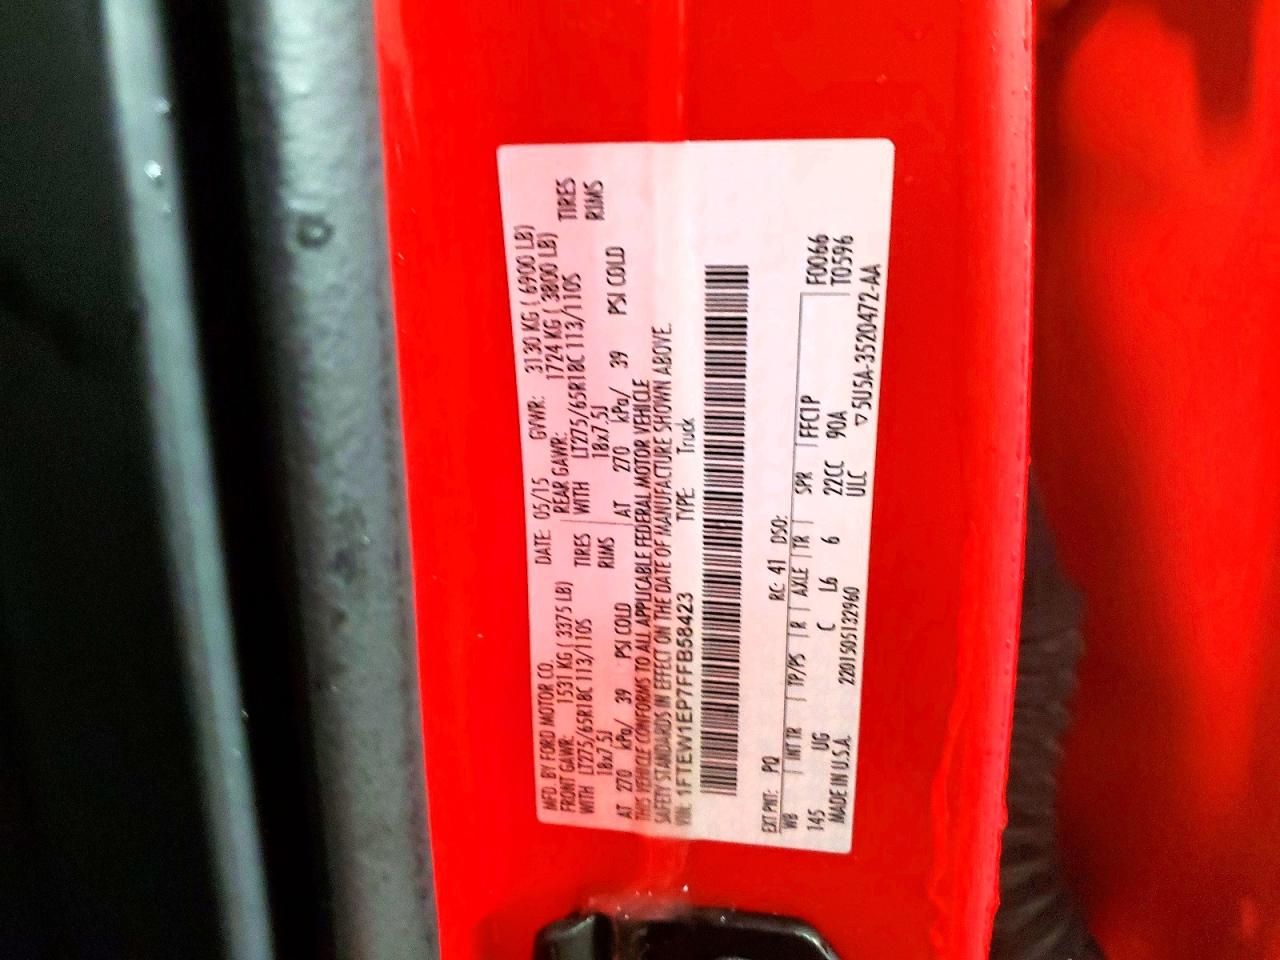 MFD. BY FORD MOTOR CO. DATE: 05/15 GVWR: 3130 KG ( 6900 LB)
FRONT GAWR: 1531 KG ( 3375 LB) REAR GAWR: 1724 KG ( 3800 LB)
WITH LT275/65R18C 113/110S TIRES WITH LT275/65R18C 113/110S TIRES
18x7.5J RIMS 18x7.5J RIMS
AT 270 kPa/ 39 PSI COLD AT 270 kPa/ 39 PSI COLD
THIS VEHICLE CONFORMS TO ALL APPLICABLE FEDERAL MOTOR VEHICLE
SAFETY STANDARDS IN EFFECT ON THE DATE OF MANUFACTURE SHOWN ABOVE.
VIN: 1FTEW1EP7FFB58423 TYPE: Truck
EXT PNT: PQ RC: 41 DSO:
WB INT TR TP/PS R AXLE TR SPR FFC1P F0066
145 UG C L6 6 22CC 90A T0596
MADE IN U.S.A. 2201505132960 ULC ▽5U5A-3520472-AA